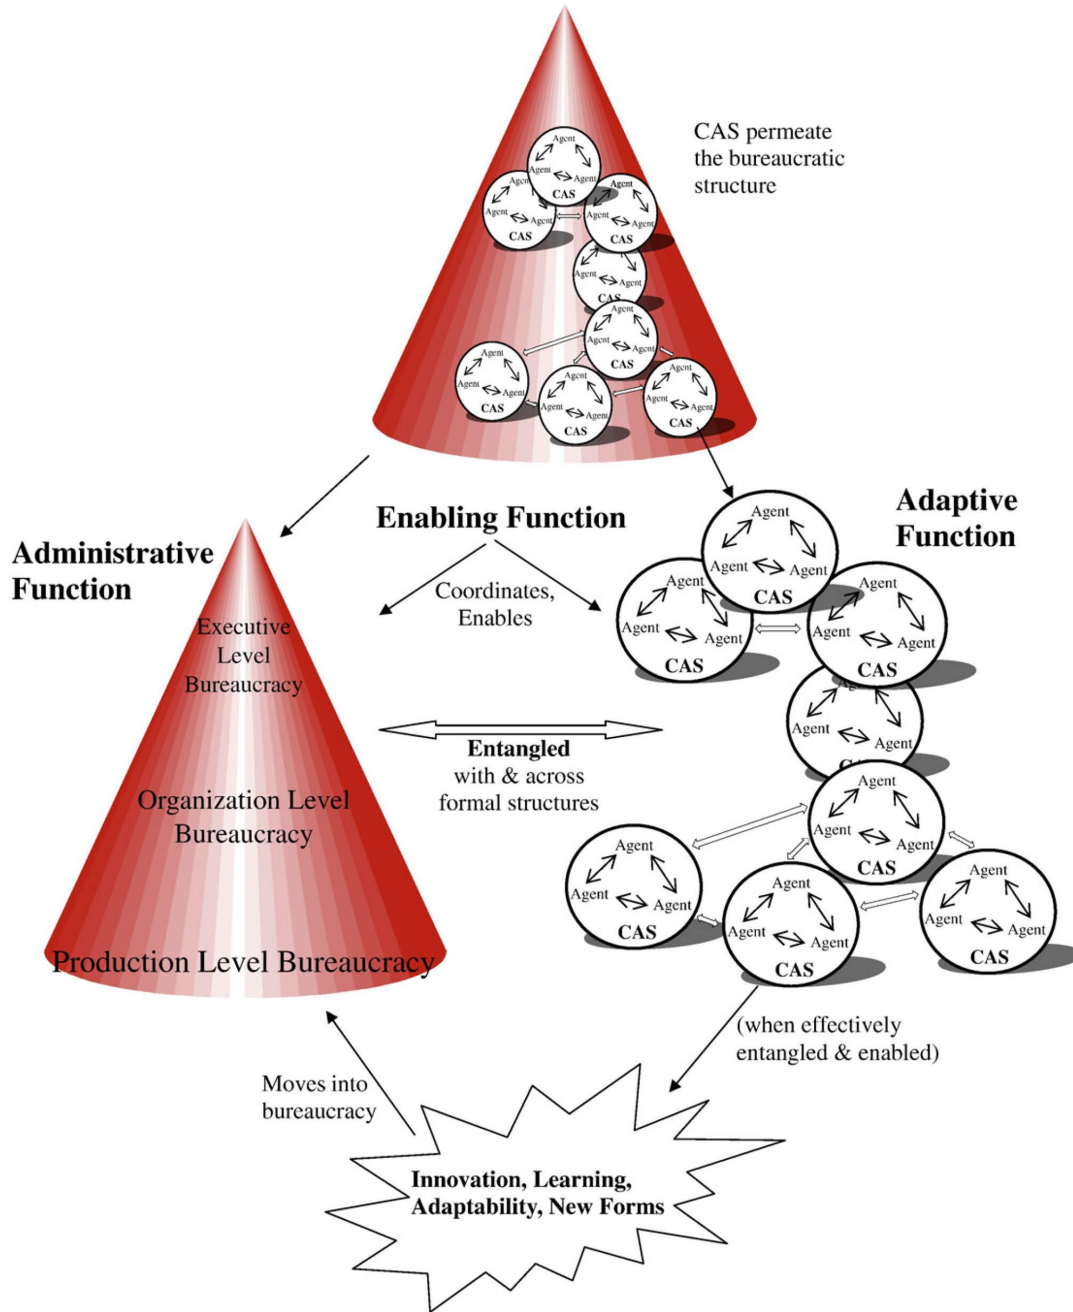 CAS permeate
the bureaucratic
structure
Agent
Agent
Agent
CAS
Agent
Agent
Agent
CAS
Agent
Agent
Agent
CAS
Agent
Agent
CAS
Agent
Agent
Agent
CAS
Agent
Agent
Agent
CAS
Agent
Agent
Agent
CAS
Agent
Agent
Agent
CAS
Administrative
Function
Executive
Level
Bureaucracy
Organization Level
Bureaucracy
Production Level Bureaucracy
Enabling Function
Coordinates,
Enables
Entangled
with & across
formal structures
Adaptive
Function
Agent
Agent
Agent
CAS
Agent
Agent
Agent
CAS
Agent
Agent
Agent
CAS
Agent
Agent
Agent
CAS
Agent
Agent
Agent
CAS
Agent
Agent
Agent
CAS
Agent
Agent
Agent
CAS
Agent
Agent
Agent
CAS
(when effectively
entangled & enabled)
Moves into
bureaucracy
Innovation, Learning,
Adaptability, New Forms